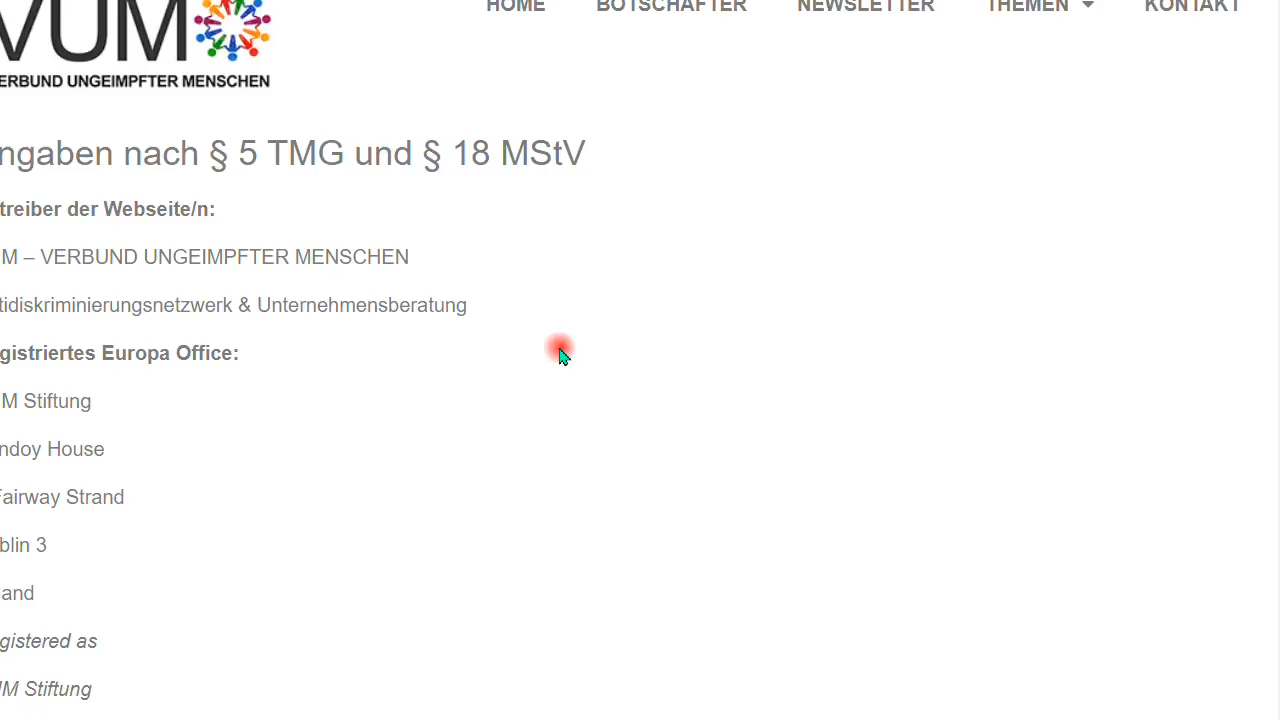 HOME BOTSCHAFTER NEWSLETTER THEMEN KONTAKT
VUM
ERBUND UNGEIMPFTER MENSCHEN
ngaben nach § 5 TMG und § 18 MStV
treiber der Webseite/n:
M – VERBUND UNGEIMPFTER MENSCHEN
tidiskriminierungsnetzwerk & Unternehmensberatung
gistriertes Europa Office:
M Stiftung
ndoy House
Fairway Strand
blin 3
and
gistered as
M Stiftung